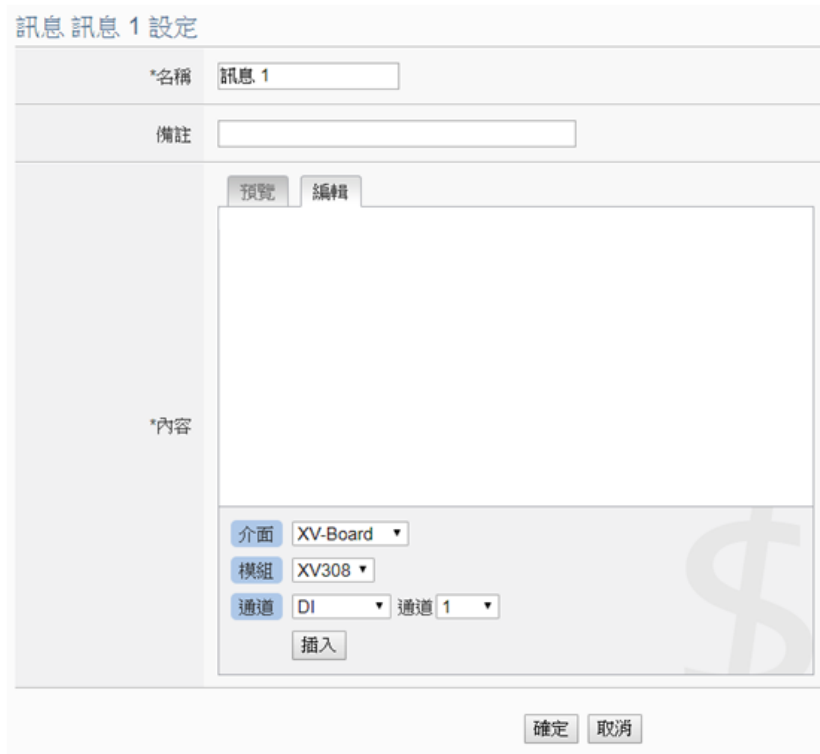 訊息 訊息 1 設定
*名稱 訊息 1
備註
預覽 編輯
*內容
介面 XV-Board
模組 XV308
通道 DI 通道 1
插入
$
確定 取消